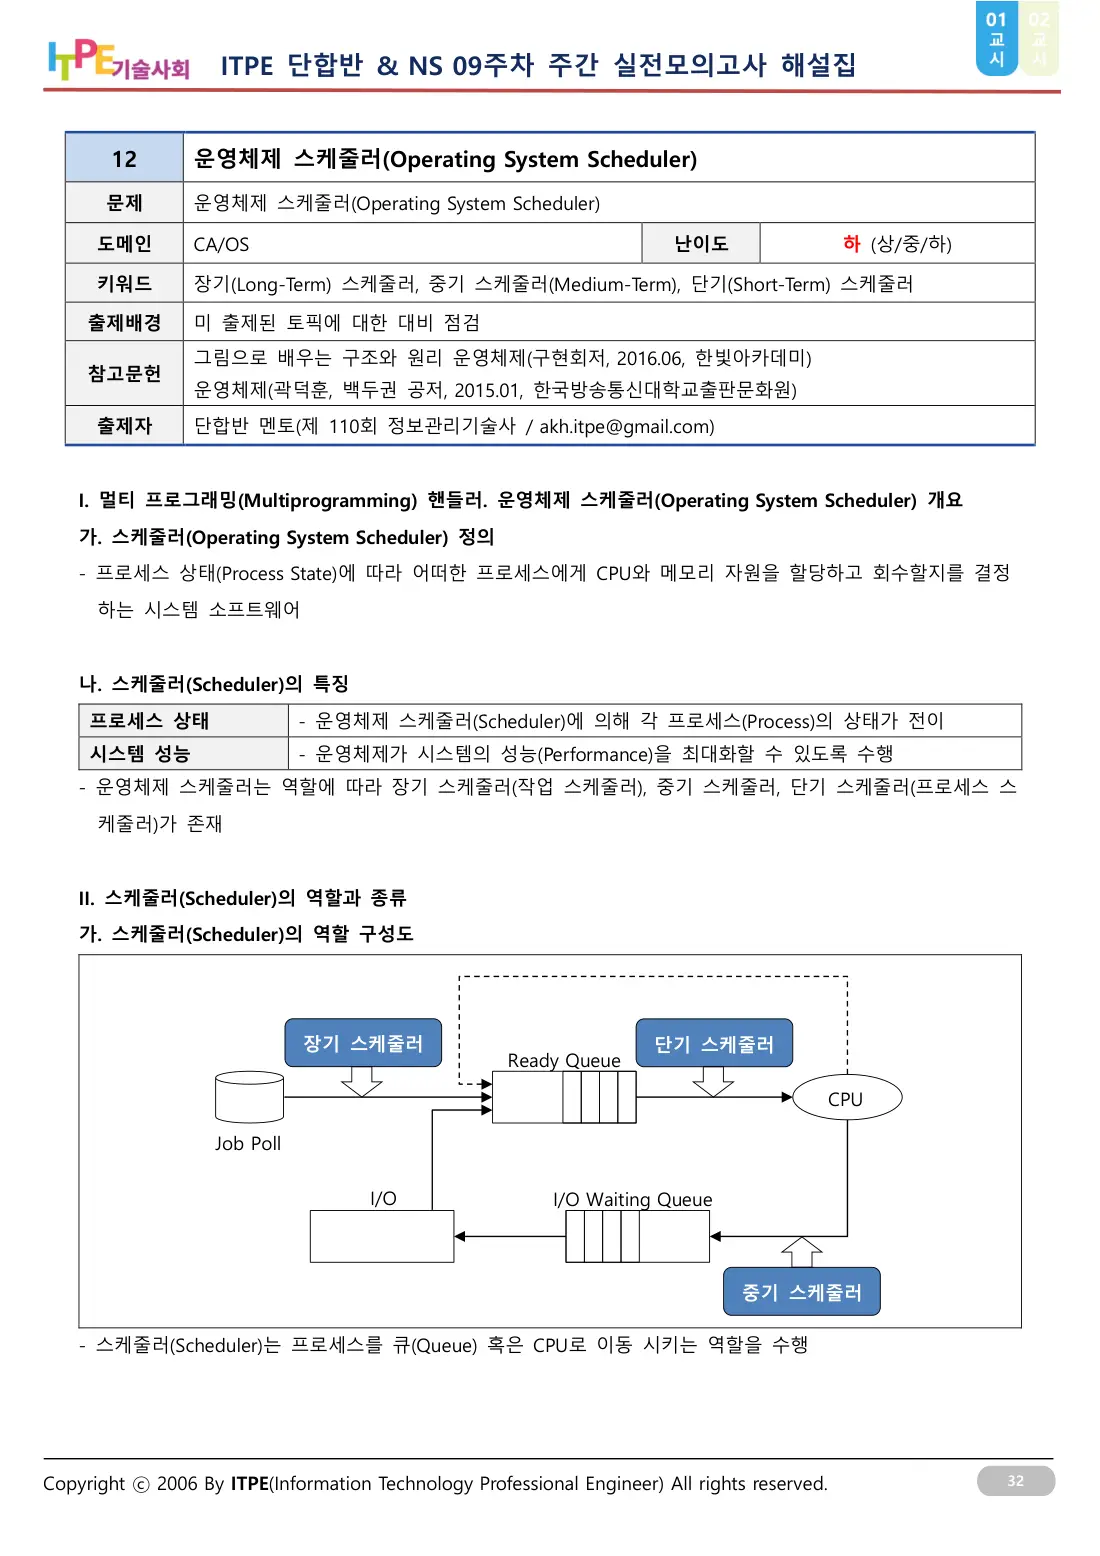 ITPE기술사회 ITPE 단합반 & NS 09주차 주간 실전모의고사 해설집
01 교시
02 교시
12 운영체제 스케줄러(Operating System Scheduler)
문제 운영체제 스케줄러(Operating System Scheduler)
도메인 CA/OS 난이도 하 (상/중/하)
키워드 장기(Long-Term) 스케줄러, 중기 스케줄러(Medium-Term), 단기(Short-Term) 스케줄러
출제배경 미 출제된 토픽에 대한 대비 점검
참고문헌 그림으로 배우는 구조와 원리 운영체제(구현회저, 2016.06, 한빛아카데미)
운영체제(곽덕훈, 백두권 공저, 2015.01, 한국방송통신대학교출판문화원)
출제자 단합반 멘토(제 110회 정보관리기술사 / akh.itpe@gmail.com)
I. 멀티 프로그래밍(Multiprogramming) 핸들러. 운영체제 스케줄러(Operating System Scheduler) 개요
가. 스케줄러(Operating System Scheduler) 정의
- 프로세스 상태(Process State)에 따라 어떠한 프로세스에게 CPU와 메모리 자원을 할당하고 회수할지를 결정
하는 시스템 소프트웨어
나. 스케줄러(Scheduler)의 특징
프로세스 상태 - 운영체제 스케줄러(Scheduler)에 의해 각 프로세스(Process)의 상태가 전이
시스템 성능 - 운영체제가 시스템의 성능(Performance)을 최대화할 수 있도록 수행
- 운영체제 스케줄러는 역할에 따라 장기 스케줄러(작업 스케줄러), 중기 스케줄러, 단기 스케줄러(프로세스 스
케줄러)가 존재
II. 스케줄러(Scheduler)의 역할과 종류
가. 스케줄러(Scheduler)의 역할 구성도
장기 스케줄러
단기 스케줄러
Ready Queue
CPU
Job Poll
I/O
I/O Waiting Queue
중기 스케줄러
- 스케줄러(Scheduler)는 프로세스를 큐(Queue) 혹은 CPU로 이동 시키는 역할을 수행
Copyright ⓒ 2006 By ITPE(Information Technology Professional Engineer) All rights reserved.
32